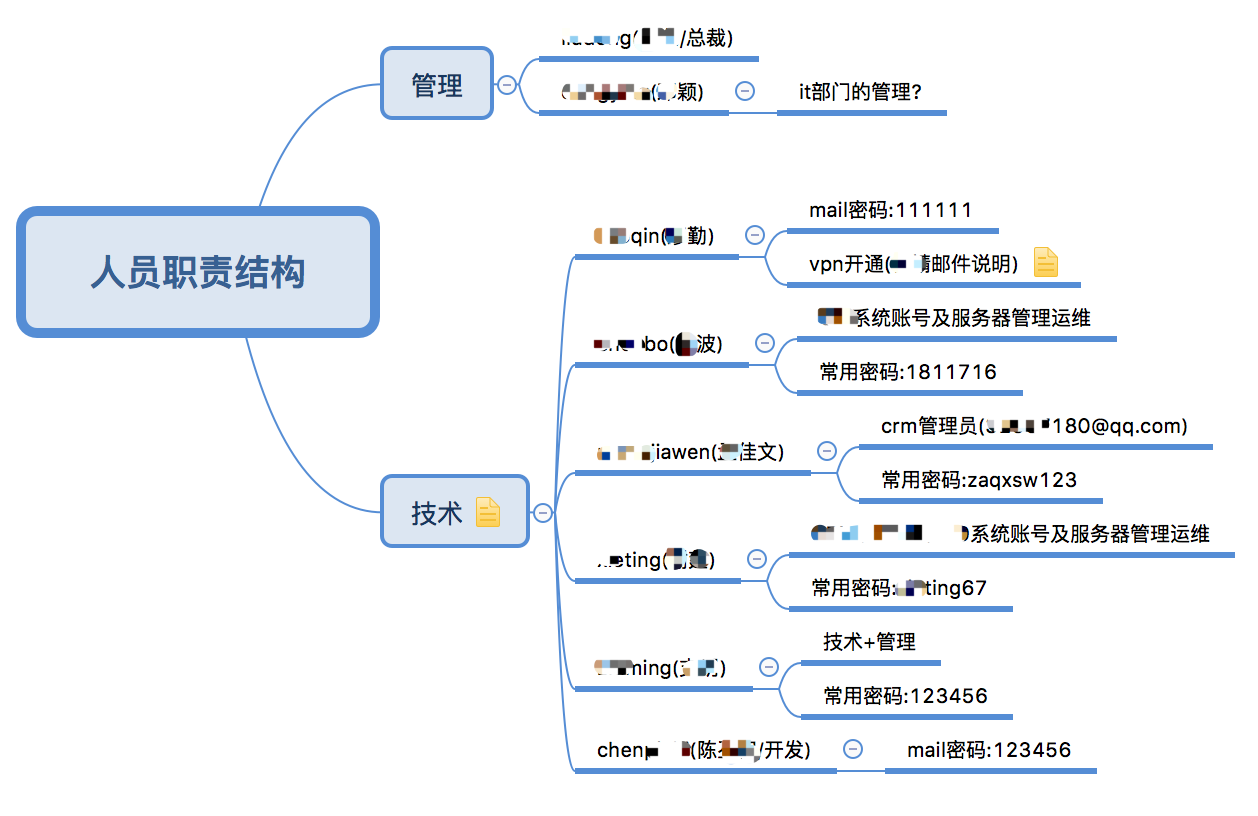 人员职责结构
管理
/总裁)
颖)
it部门的管理?
技术
qin( 勤)
mail密码:111111
vpn开通( 邮件说明)
bo( 波)
系统账号及服务器管理运维
常用密码:1811716
jiawen( 佳文)
crm管理员( 180@qq.com)
常用密码:zaqxsw123
eting( )
系统账号及服务器管理运维
常用密码: ting67
ming( )
技术+管理
常用密码:123456
chen (陈 /开发)
mail密码:123456